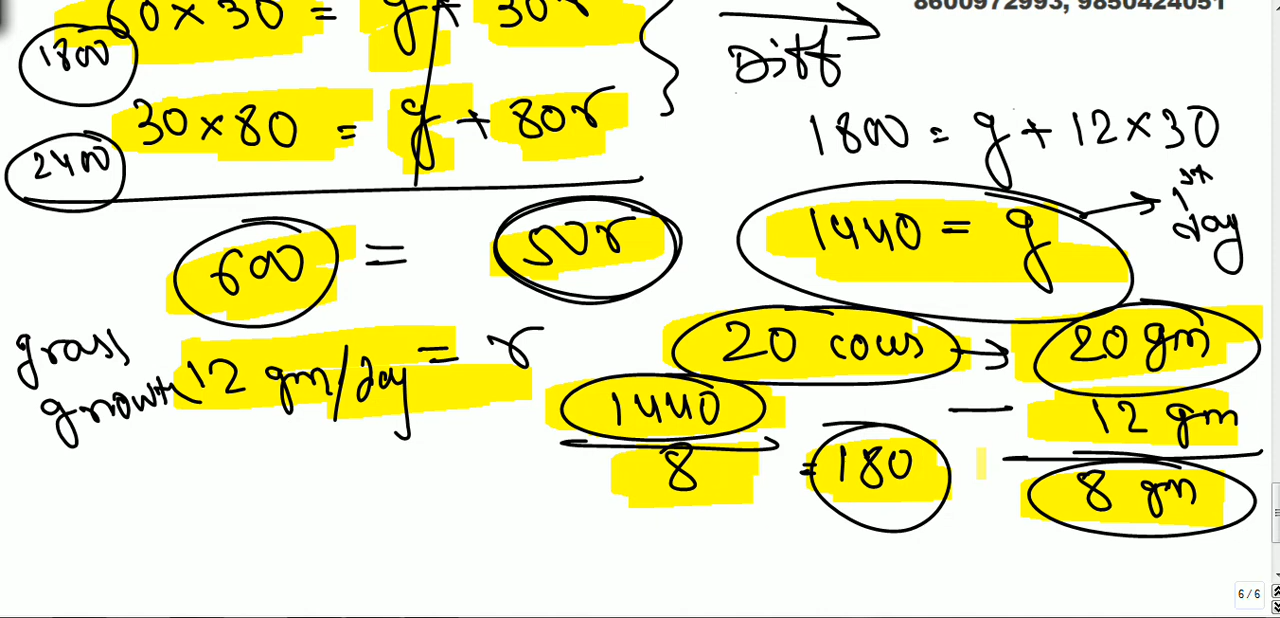 60×30 = g + 30r
8600972993, 9850424051
1800
Diff
30×80 = g + 80r
2400
1800 = g + 12×30
600 = 50r
1440 = g
1st day
grass growth 12 gm/day = r
20 cows → 20 gm
1440
— 12 gm
8
= 180
8 gm
6 / 6